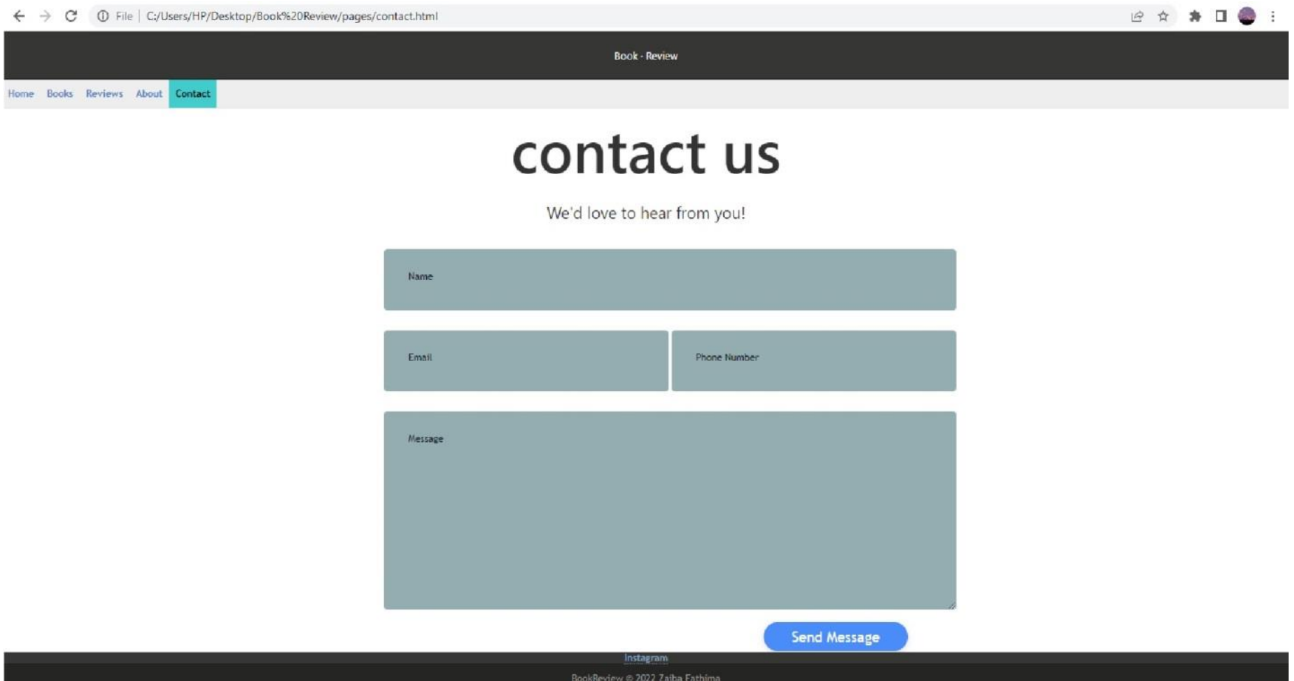 File | C:/Users/HP/Desktop/Book%20Review/pages/contact.html
Book - Review
Home Books Reviews About Contact
contact us
We'd love to hear from you!
Name
Email Phone Number
Message
Send Message
Instagram
BookReview © 2022 Zaiba Fathima